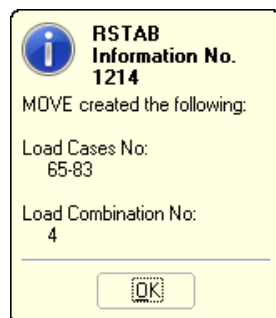 RSTAB
Information No.
1214
MOVE created the following:
Load Cases No:
65-83
Load Combination No:
4
OK